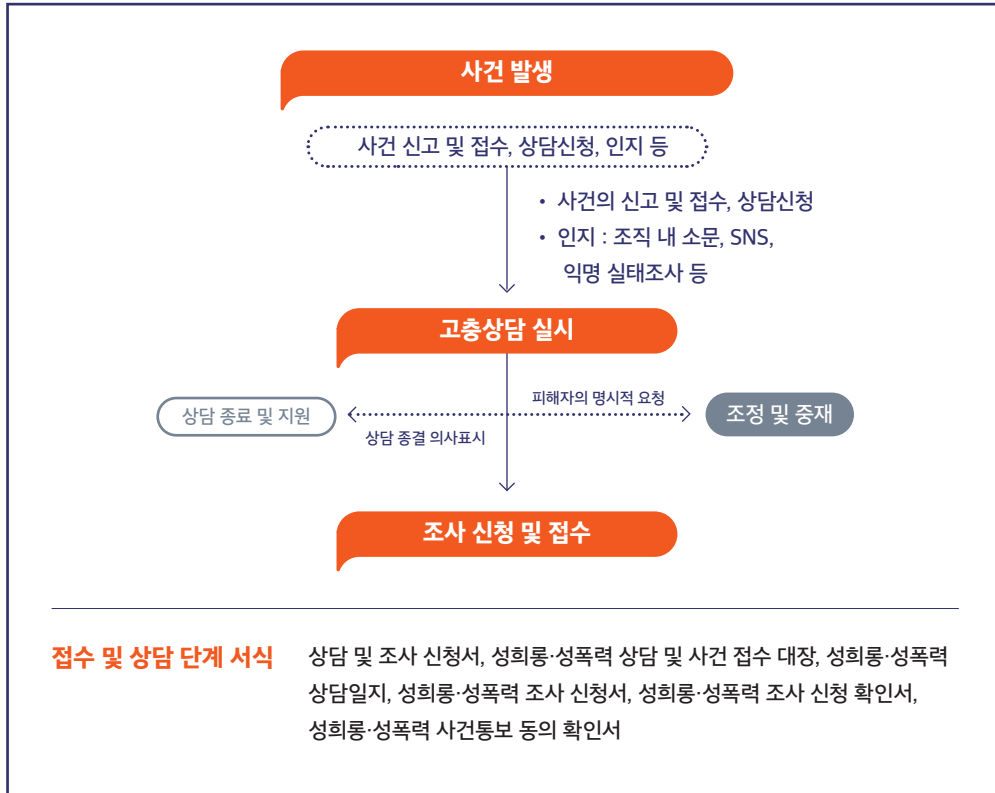 사건 발생
사건 신고 및 접수, 상담신청, 인지 등
• 사건의 신고 및 접수, 상담신청
• 인지 : 조직 내 소문, SNS,
익명 실태조사 등
고충상담 실시
피해자의 명시적 요청
상담 종료 및 지원
조정 및 중재
상담 종결 의사표시
조사 신청 및 접수
접수 및 상담 단계 서식
상담 및 조사 신청서, 성희롱·성폭력 상담 및 사건 접수 대장, 성희롱·성폭력
상담일지, 성희롱·성폭력 조사 신청서, 성희롱·성폭력 조사 신청 확인서,
성희롱·성폭력 사건통보 동의 확인서